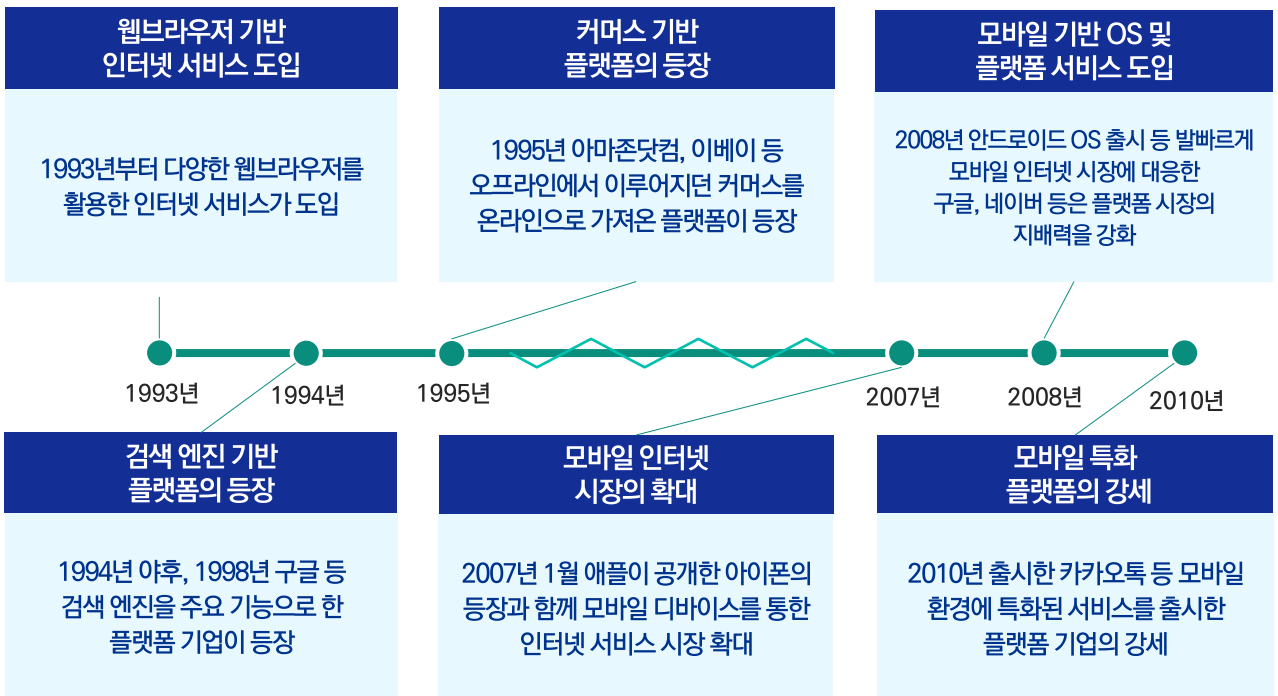 웹브라우저 기반
인터넷 서비스 도입
1993년부터 다양한 웹브라우저를
활용한 인터넷 서비스가 도입
커머스 기반
플랫폼의 등장
1995년 아마존닷컴, 이베이 등
오프라인에서 이루어지던 커머스를
온라인으로 가져온 플랫폼이 등장
모바일 기반 OS 및
플랫폼 서비스 도입
2008년 안드로이드 OS 출시 등 발빠르게
모바일 인터넷 시장에 대응한
구글, 네이버 등은 플랫폼 시장의
지배력을 강화
1993년
1994년
1995년
2007년
2008년
2010년
검색 엔진 기반
플랫폼의 등장
1994년 야후, 1998년 구글 등
검색 엔진을 주요 기능으로 한
플랫폼 기업이 등장
모바일 인터넷
시장의 확대
2007년 1월 애플이 공개한 아이폰의
등장과 함께 모바일 디바이스를 통한
인터넷 서비스 시장 확대
모바일 특화
플랫폼의 강세
2010년 출시한 카카오톡 등 모바일
환경에 특화된 서비스를 출시한
플랫폼 기업의 강세